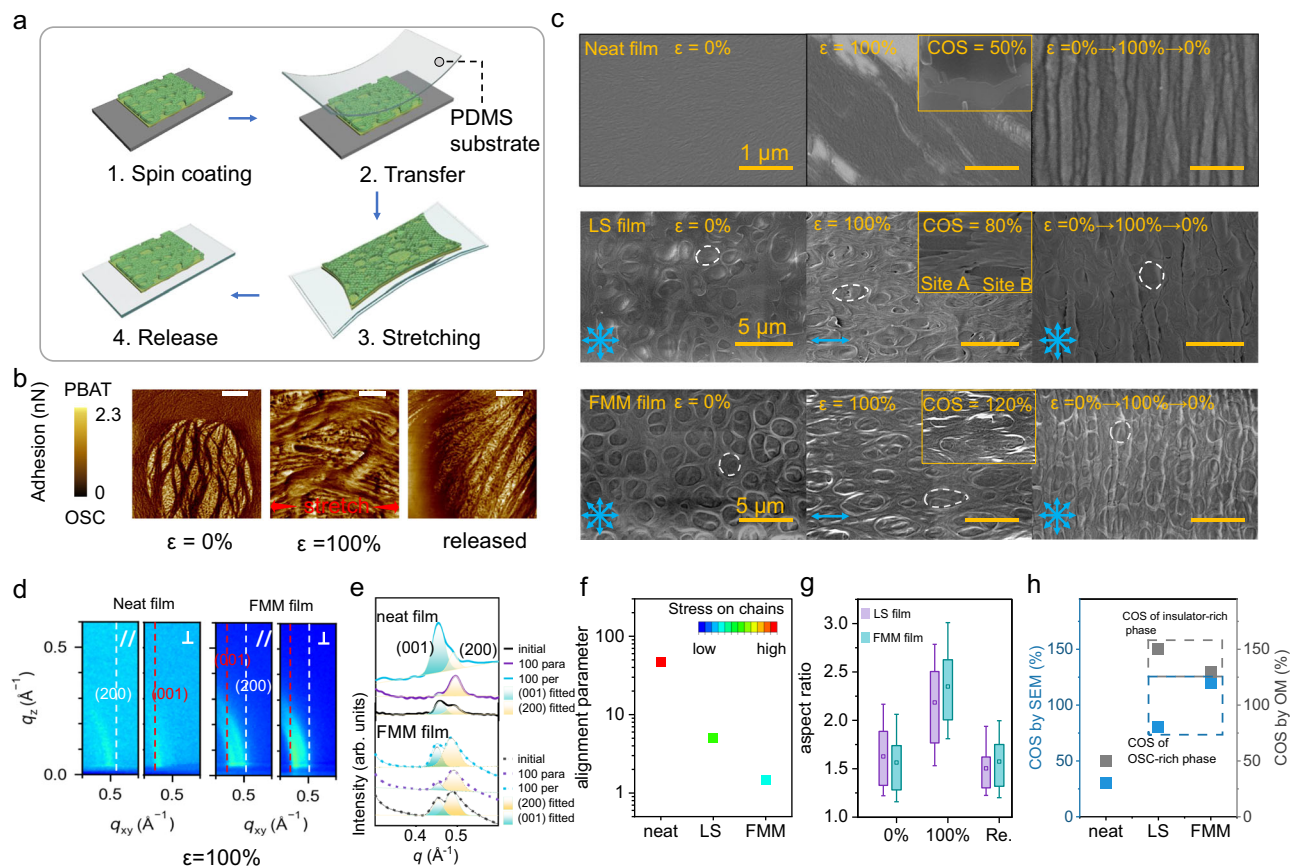 a
1. Spin coating
2. Transfer
PDMS
substrate
4. Release
3. Stretching
b
PBAT
2.3
0
OSC
Adhesion (nN)
stretch
ε = 0%
ε =100%
released
c
Neat film
ε = 0%
1 μm
ε = 100%
COS = 50%
ε =0%→100%→0%
LS film
ε = 0%
5 μm
ε = 100%
COS = 80%
Site A
Site B
ε =0%→100%→0%
FMM film
ε = 0%
5 μm
ε = 100%
COS = 120%
ε =0%→100%→0%
d
Neat film
FMM film
//
⊥
//
⊥
(200)
(001)
(001)
(200)
0.5
0.0
qz (Å⁻¹)
0.5
0.5
0.5
0.5
qxy (Å⁻¹)
qxy (Å⁻¹)
ε=100%
e
neat film
(001)
(200)
initial
100 para
100 per
(001) fitted
(200) fitted
FMM film
initial
100 para
100 per
(200) fitted
(001) fitted
Intensity (arb. units)
0.4
0.5
q (Å⁻¹)
f
Stress on chains
low
high
100
10
1
alignment parameter
neat
LS
FMM
g
3.0
2.5
2.0
1.5
aspect ratio
LS film
FMM film
0%
100%
Re.
h
COS of insulator-rich
phase
COS of
OSC-rich phase
150
100
50
0
COS by SEM (%)
150
100
50
0
COS by OM (%)
neat
LS
FMM